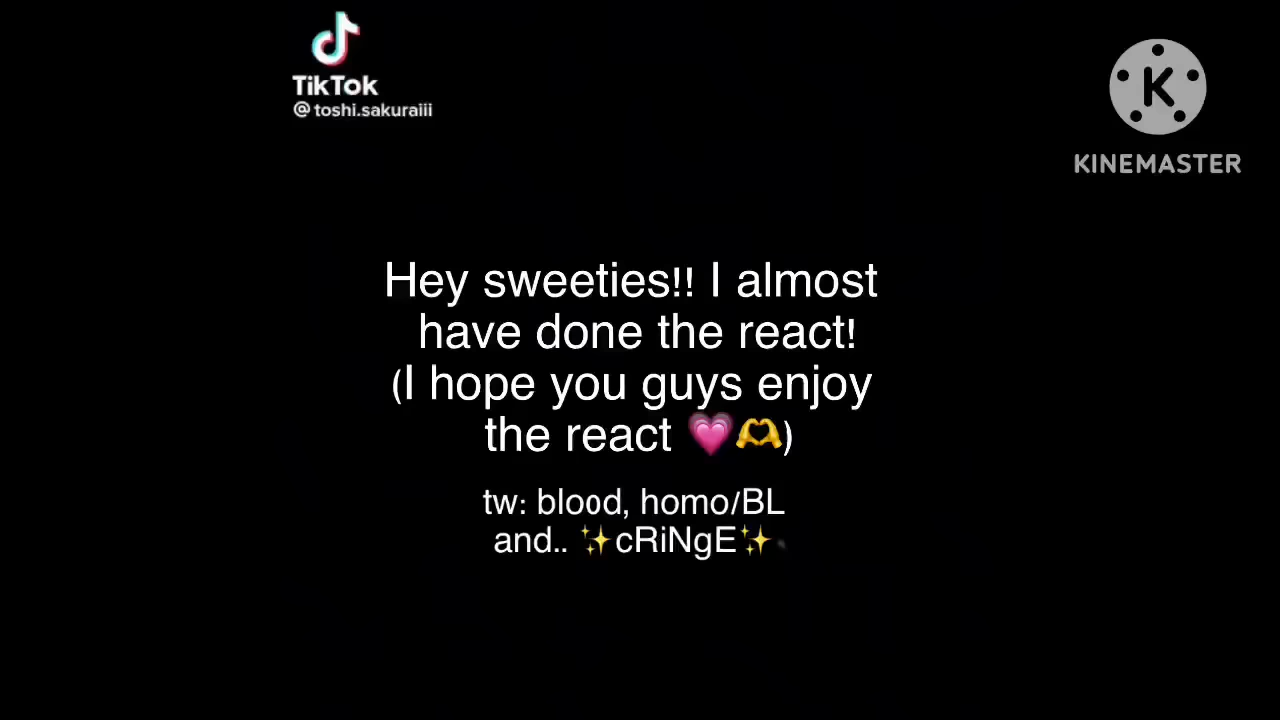 TikTok
@toshi.sakuraiii
K
KINEMASTER
Hey sweeties!! I almost
have done the react!
(I hope you guys enjoy
the react 💗🫶)
tw: blo0d, homo/BL
and.. ✨cRiNgE✨